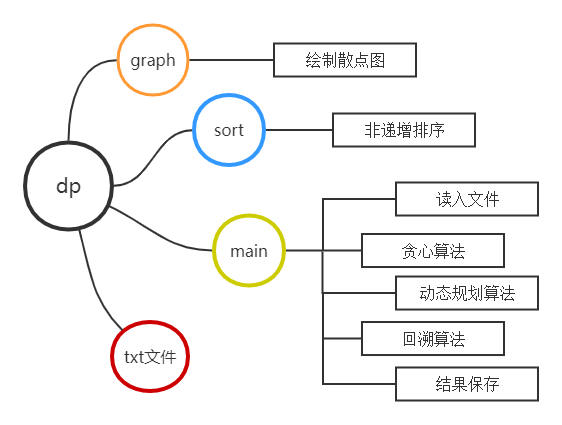 graph
绘制散点图
sort
非递增排序
dp
main
读入文件
贪心算法
动态规划算法
回溯算法
结果保存
txt文件